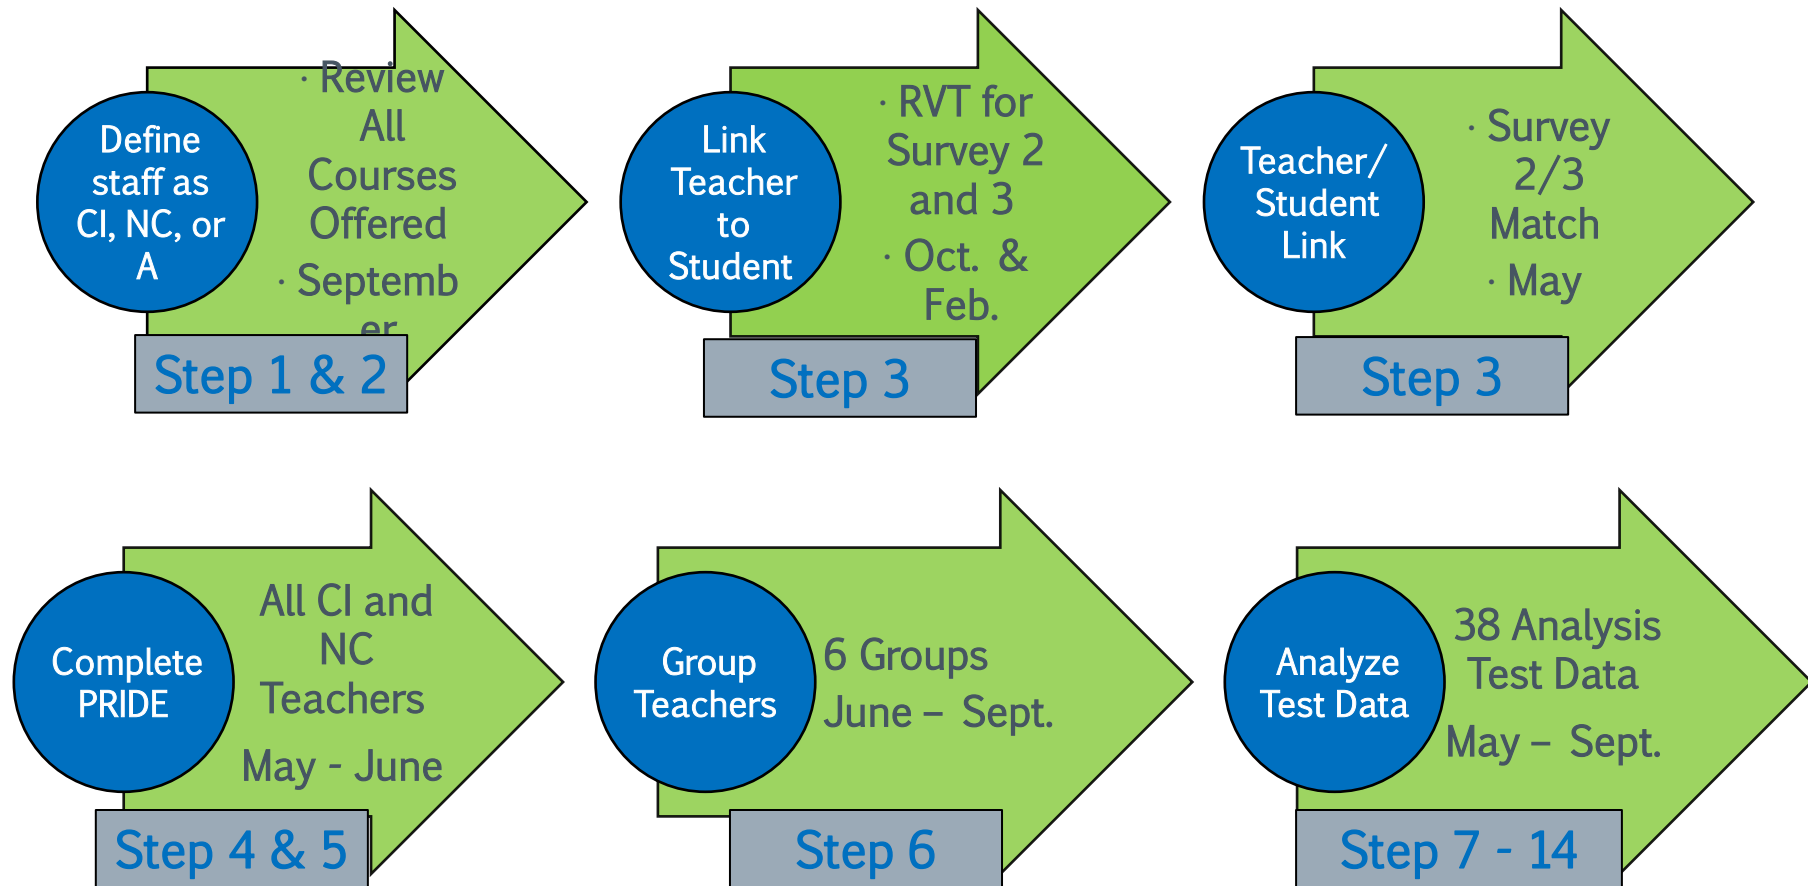 Define
staff as
CI, NC, or
A
· Review
All
Courses
Offered
· Septemb
er
Step 1 & 2
Link
Teacher
to
Student
· RVT for
Survey 2
and 3
· Oct. &
Feb.
Step 3
Teacher/
Student
Link
· Survey
2/3
Match
· May
Step 3
Complete
PRIDE
All CI and
NC
Teachers
May - June
Step 4 & 5
Group
Teachers
6 Groups
June – Sept.
Step 6
Analyze
Test Data
38 Analysis
Test Data
May – Sept.
Step 7 - 14